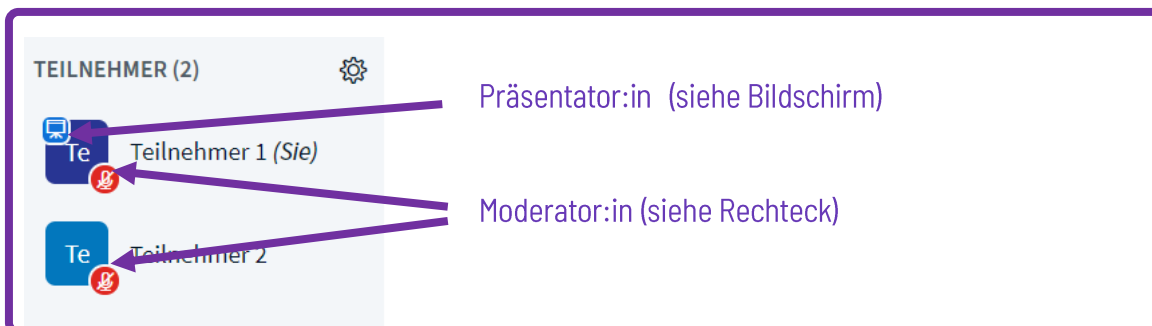 TEILNEHMER (2)
Präsentator:in (siehe Bildschirm)
Te
Teilnehmer 1 (Sie)
Moderator:in (siehe Rechteck)
Te
Teilnehmer 2